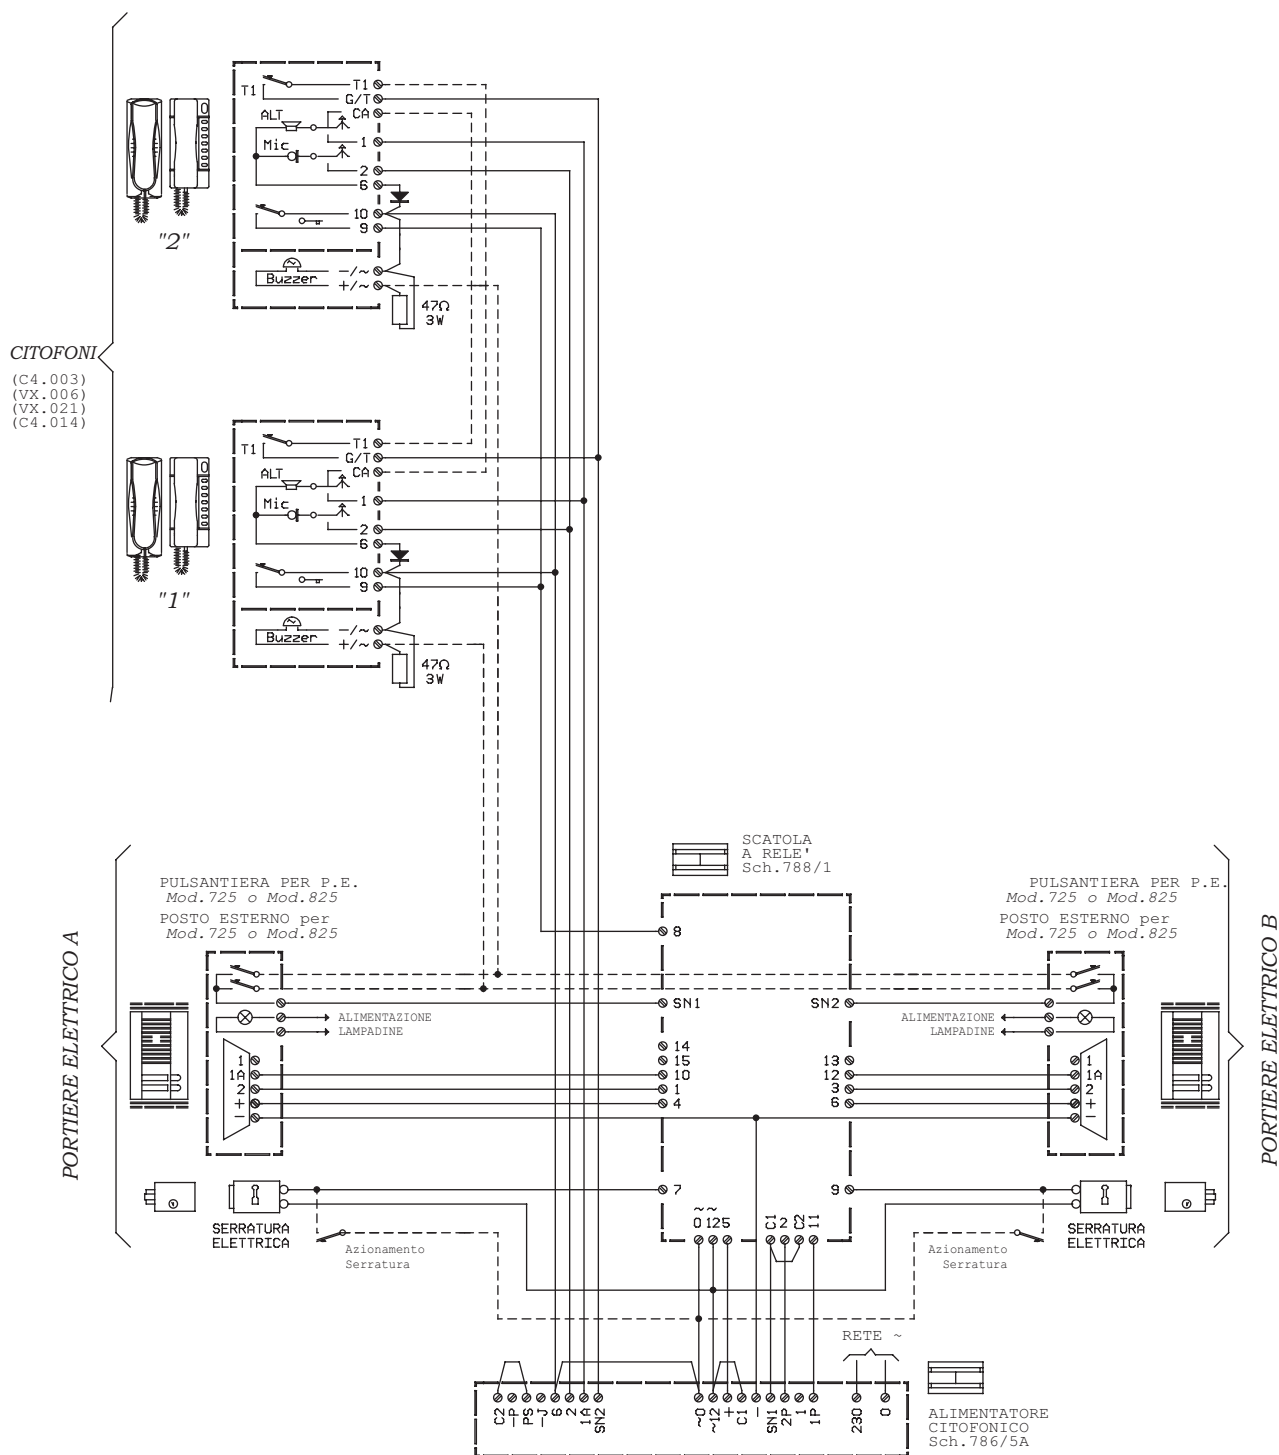 T1
T1
G/T
CA
ALT
1
Mic
2
6
10
9
Buzzer
-/~
+/~
47Ω
3W
"2"
CITOFONI
(C4.003)
(VX.006)
(VX.021)
(C4.014)
T1
T1
G/T
CA
ALT
1
Mic
2
6
10
9
Buzzer
-/~
+/~
47Ω
3W
"1"
SCATOLA
A RELE'
Sch.788/1
PULSANTIERA PER P.E.
Mod.725 o Mod.825
POSTO ESTERNO per
Mod.725 o Mod.825
PULSANTIERA PER P.E.
Mod.725 o Mod.825
POSTO ESTERNO per
Mod.725 o Mod.825
PORTIERE ELETTRICO A
PORTIERE ELETTRICO B
8
SN1
SN2
ALIMENTAZIONE
LAMPADINE
ALIMENTAZIONE
LAMPADINE
14
15
10
1
4
13
12
3
6
1
1A
2
+
-
1
1A
2
+
-
7
9
SERRATURA
ELETTRICA
SERRATURA
ELETTRICA
Azionamento
Serratura
Azionamento
Serratura
~0
~12
5
C1
2
C2
11
RETE ~
C2
-P
PS
-J
6
2
1A
SN2
~0
~12
+
C1
-
SN1
2P
1
1P
230
0
ALIMENTATORE
CITOFONICO
Sch.786/5A